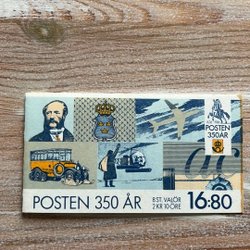 POSTEN
350 ÅR
POSTEN 350 ÅR
8 ST. VALÖR
2 KR 10 ÖRE
16:80